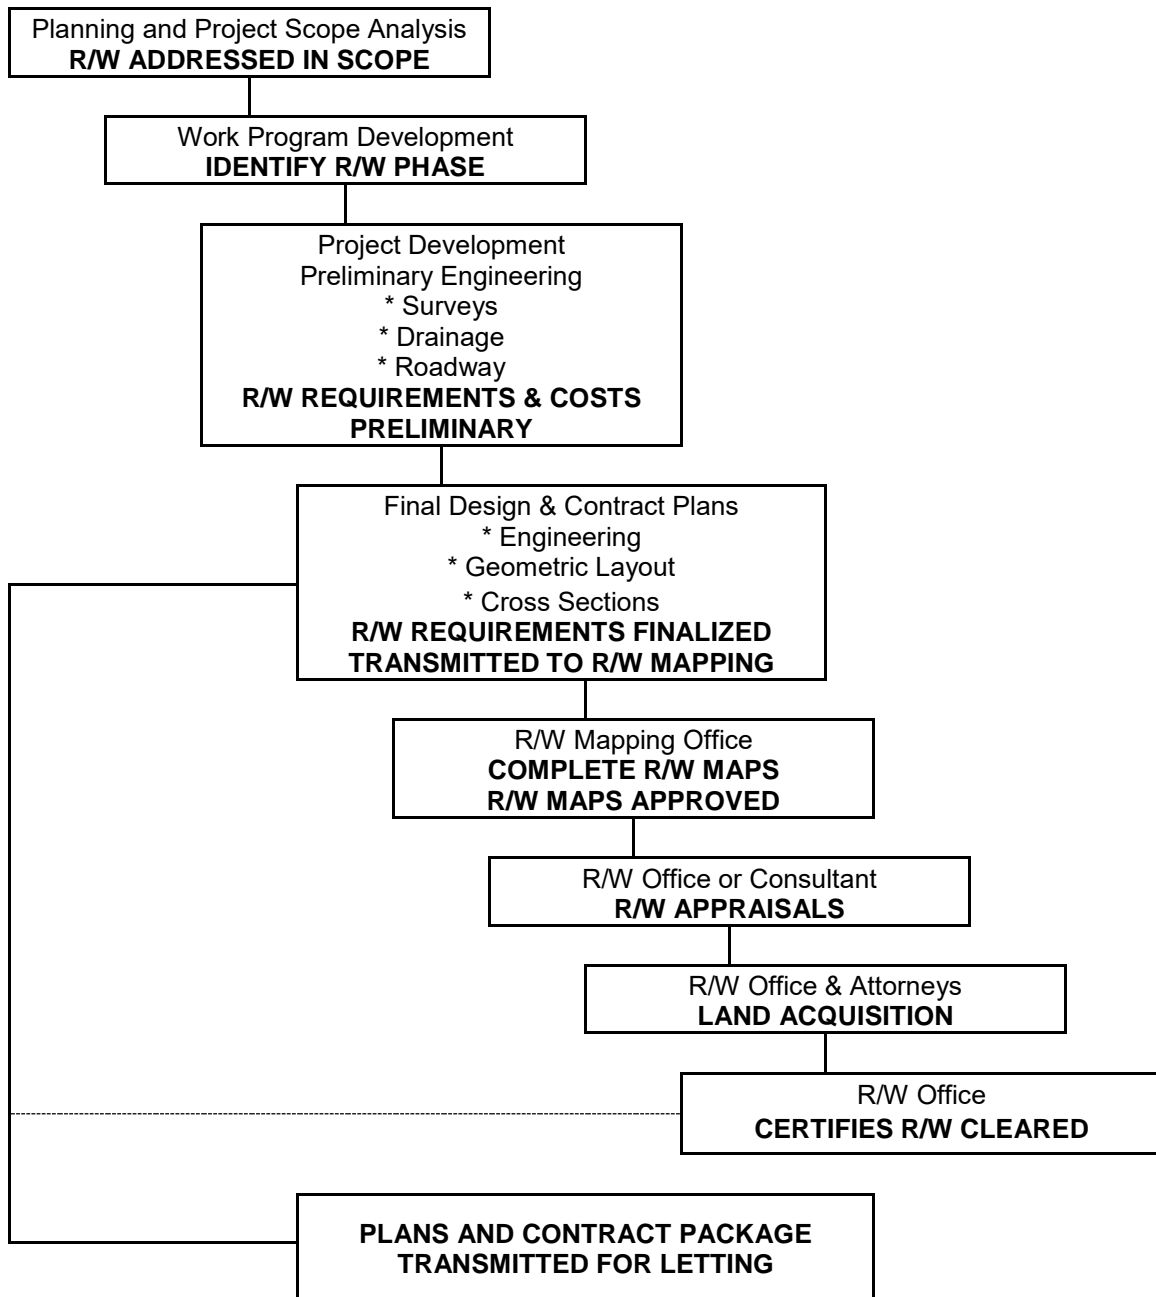 Planning and Project Scope Analysis
R/W ADDRESSED IN SCOPE
Work Program Development
IDENTIFY R/W PHASE
Project Development
Preliminary Engineering
* Surveys
* Drainage
* Roadway
R/W REQUIREMENTS & COSTS
PRELIMINARY
Final Design & Contract Plans
* Engineering
* Geometric Layout
* Cross Sections
R/W REQUIREMENTS FINALIZED
TRANSMITTED TO R/W MAPPING
R/W Mapping Office
COMPLETE R/W MAPS
R/W MAPS APPROVED
R/W Office or Consultant
R/W APPRAISALS
R/W Office & Attorneys
LAND ACQUISITION
R/W Office
CERTIFIES R/W CLEARED
PLANS AND CONTRACT PACKAGE
TRANSMITTED FOR LETTING